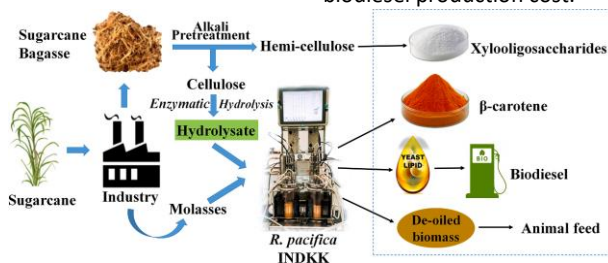 biodiesel production cost.
Sugarcane
Bagasse
Alkali
Pretreatment
Hemi-cellulose
Xylooligosaccharides
Cellulose
Enzymatic Hydrolysis
Hydrolysate
β-carotene
YEAST
LIPID
BIO
Biodiesel
Sugarcane
Industry
Molasses
R. pacifica
INDKK
De-oiled
biomass
Animal feed